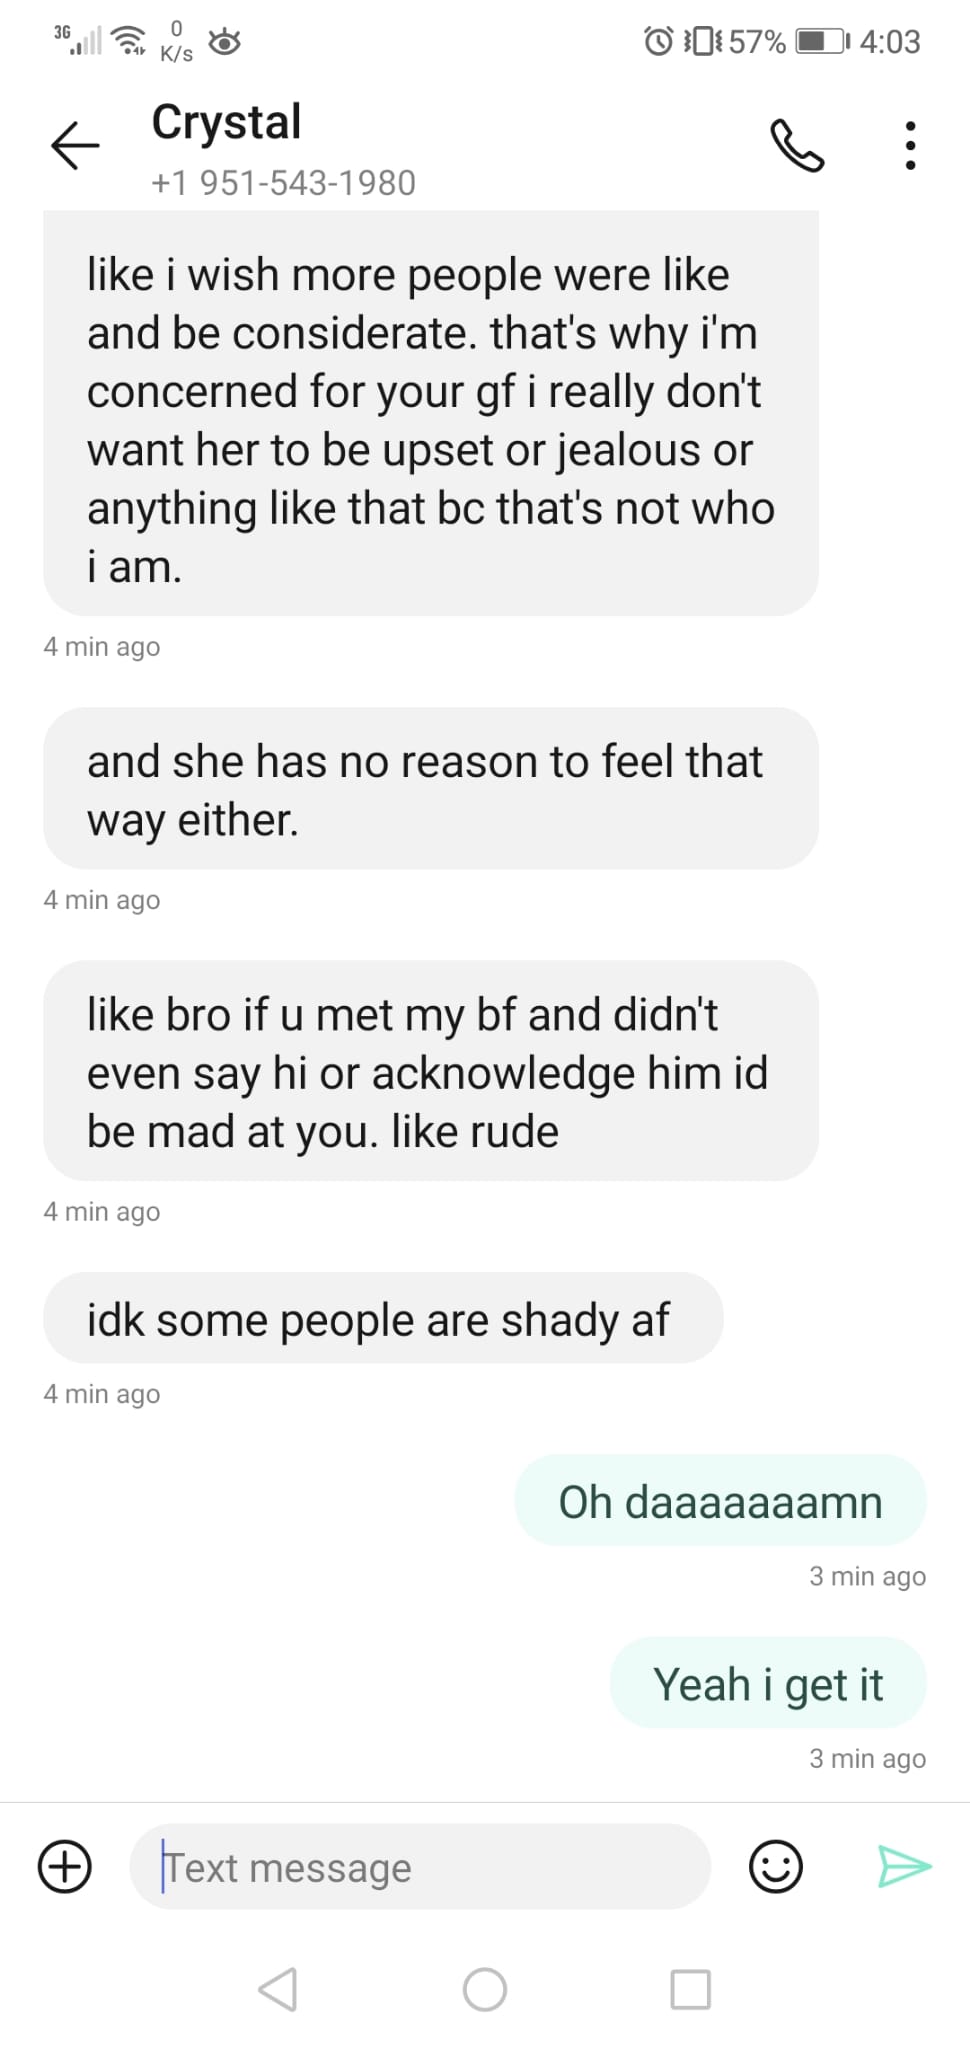 3G 0 K/s 57% 4:03
Crystal
+1 951-543-1980
like i wish more people were like
and be considerate. that's why i'm
concerned for your gf i really don't
want her to be upset or jealous or
anything like that bc that's not who
i am.
4 min ago
and she has no reason to feel that
way either.
4 min ago
like bro if u met my bf and didn't
even say hi or acknowledge him id
be mad at you. like rude
4 min ago
idk some people are shady af
4 min ago
Oh daaaaaaamn
3 min ago
Yeah i get it
3 min ago
Text message